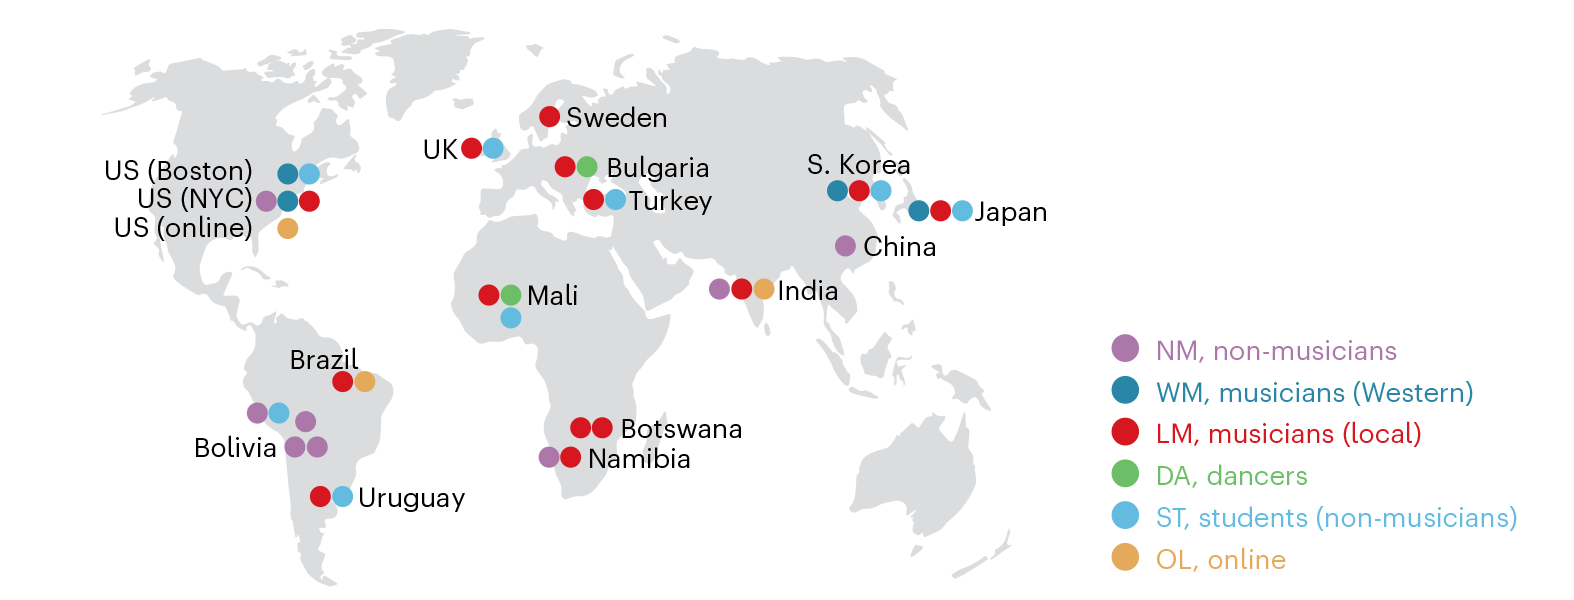 Sweden
UK
Bulgaria
US (Boston)
S. Korea
US (NYC)
Turkey
Japan
US (online)
China
India
Mali
NM, non-musicians
Brazil
WM, musicians (Western)
LM, musicians (local)
Botswana
Bolivia
Namibia
DA, dancers
Uruguay
ST, students (non-musicians)
OL, online